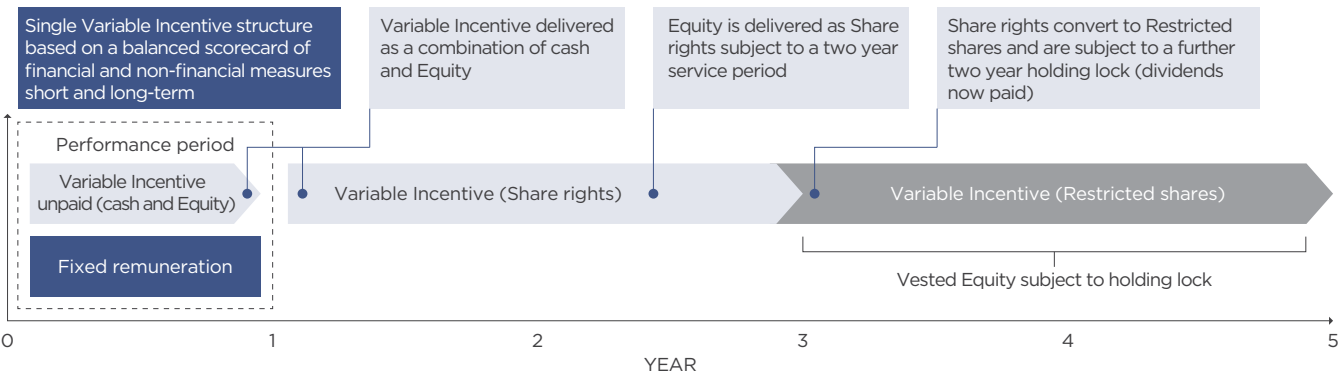 Single Variable Incentive structure
based on a balanced scorecard of
financial and non-financial measures
short and long-term
Variable Incentive delivered
as a combination of cash
and Equity
Equity is delivered as Share
rights subject to a two year
service period
Share rights convert to Restricted
shares and are subject to a further
two year holding lock (dividends
now paid)
Performance period
Variable Incentive
unpaid (cash and Equity)
Variable Incentive (Share rights)
Variable Incentive (Restricted shares)
Fixed remuneration
Vested Equity subject to holding lock
0 1 2 3 4 5
YEAR